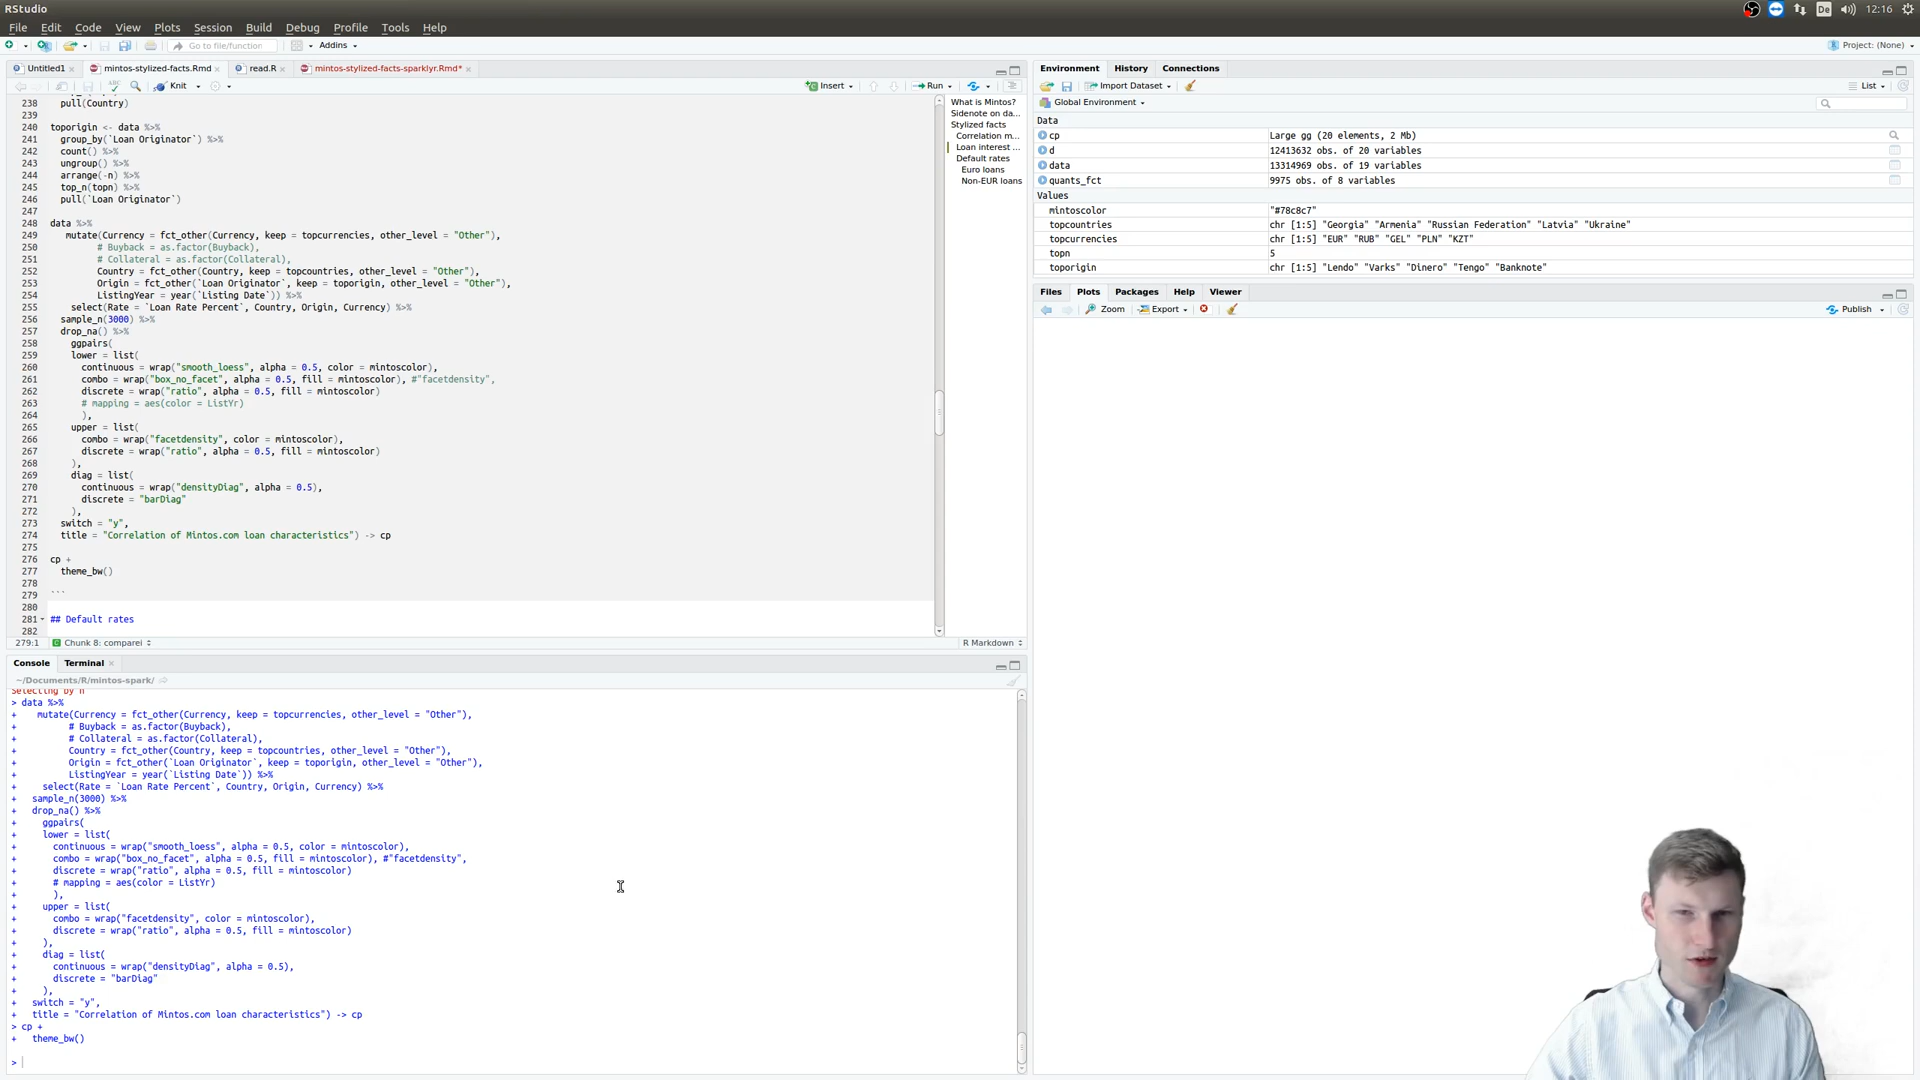 RStudio
De
12:16
File Edit Code View Plots Session Build Debug Profile Tools Help
Go to file/function
Addins
Project: (None)
Untitled1 mintos-stylized-facts.Rmd read.R mintos-stylized-facts-sparklyr.Rmd*
Knit
Insert Run
238 pull(Country)
239
240 toporigin <- data %>%
241 group_by(`Loan Originator`) %>%
242 count() %>%
243 ungroup() %>%
244 arrange(-n) %>%
245 top_n(topn) %>%
246 pull(`Loan Originator`)
247
248 data %>%
249 mutate(Currency = fct_other(Currency, keep = topcurrencies, other_level = "Other"),
250 # Buyback = as.factor(Buyback),
251 # Collateral = as.factor(Collateral),
252 Country = fct_other(Country, keep = topcountries, other_level = "Other"),
253 Origin = fct_other(`Loan Originator`, keep = toporigin, other_level = "Other"),
254 ListingYear = year(`Listing Date`)) %>%
255 select(Rate = `Loan Rate Percent`, Country, Origin, Currency) %>%
256 sample_n(3000) %>%
257 drop_na() %>%
258 ggpairs(
259 lower = list(
260 continuous = wrap("smooth_loess", alpha = 0.5, color = mintoscolor),
261 combo = wrap("box_no_facet", alpha = 0.5, fill = mintoscolor), #"facetdensity",
262 discrete = wrap("ratio", alpha = 0.5, fill = mintoscolor)
263 # mapping = aes(color = ListYr)
264 ),
265 upper = list(
266 combo = wrap("facetdensity", color = mintoscolor),
267 discrete = wrap("ratio", alpha = 0.5, fill = mintoscolor)
268 ),
269 diag = list(
270 continuous = wrap("densityDiag", alpha = 0.5),
271 discrete = "barDiag"
272 ),
273 switch = "y",
274 title = "Correlation of Mintos.com loan characteristics") -> cp
275
276 cp +
277 theme_bw()
278
279 ```
280
281 ## Default rates
282
What is Mintos?
Sidenote on da...
Stylized facts
Correlation m...
Loan interest ...
Default rates
Euro loans
Non-EUR loans
279:1 Chunk 8: comparei R Markdown
Console Terminal
~/Documents/R/mintos-spark/
Selecting by n
> data %>%
+ mutate(Currency = fct_other(Currency, keep = topcurrencies, other_level = "Other"),
+ # Buyback = as.factor(Buyback),
+ # Collateral = as.factor(Collateral),
+ Country = fct_other(Country, keep = topcountries, other_level = "Other"),
+ Origin = fct_other(`Loan Originator`, keep = toporigin, other_level = "Other"),
+ ListingYear = year(`Listing Date`)) %>%
+ select(Rate = `Loan Rate Percent`, Country, Origin, Currency) %>%
+ sample_n(3000) %>%
+ drop_na() %>%
+ ggpairs(
+ lower = list(
+ continuous = wrap("smooth_loess", alpha = 0.5, color = mintoscolor),
+ combo = wrap("box_no_facet", alpha = 0.5, fill = mintoscolor), #"facetdensity",
+ discrete = wrap("ratio", alpha = 0.5, fill = mintoscolor)
+ # mapping = aes(color = ListYr)
+ ),
+ upper = list(
+ combo = wrap("facetdensity", color = mintoscolor),
+ discrete = wrap("ratio", alpha = 0.5, fill = mintoscolor)
+ ),
+ diag = list(
+ continuous = wrap("densityDiag", alpha = 0.5),
+ discrete = "barDiag"
+ ),
+ switch = "y",
+ title = "Correlation of Mintos.com loan characteristics") -> cp
> cp +
+ theme_bw()
>
Environment History Connections
Import Dataset List
Global Environment
Data
cp Large gg (20 elements, 2 Mb)
d 12413632 obs. of 20 variables
data 13314969 obs. of 19 variables
quants_fct 9975 obs. of 8 variables
Values
mintoscolor "#78c8c7"
topcountries chr [1:5] "Georgia" "Armenia" "Russian Federation" "Latvia" "Ukraine"
topcurrencies chr [1:5] "EUR" "RUB" "GEL" "PLN" "KZT"
topn 5
toporigin chr [1:5] "Lendo" "Varks" "Dinero" "Tengo" "Banknote"
Files Plots Packages Help Viewer
Zoom Export Publish